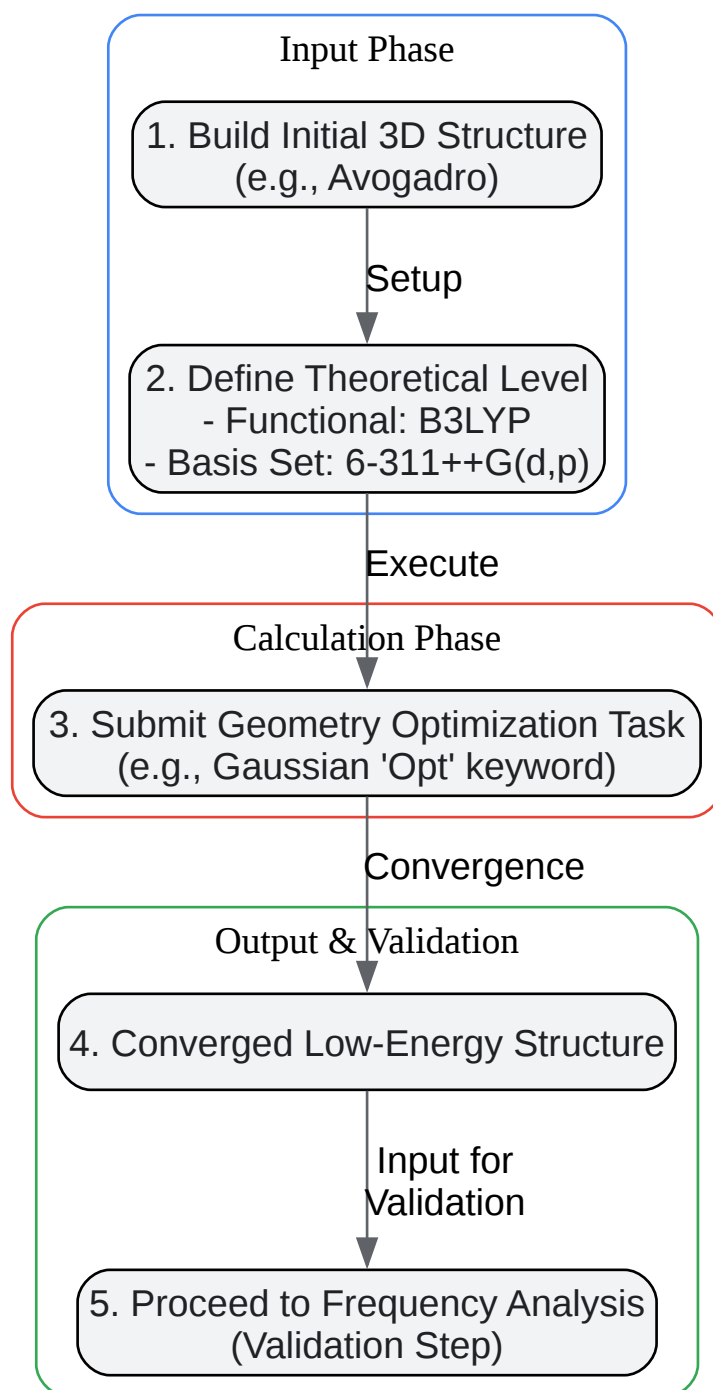 Input Phase
1. Build Initial 3D Structure
(e.g., Avogadro)
Setup
2. Define Theoretical Level
- Functional: B3LYP
- Basis Set: 6-311++G(d,p)
Execute
Calculation Phase
3. Submit Geometry Optimization Task
(e.g., Gaussian 'Opt' keyword)
Convergence
Output & Validation
4. Converged Low-Energy Structure
Input for
Validation
5. Proceed to Frequency Analysis
(Validation Step)